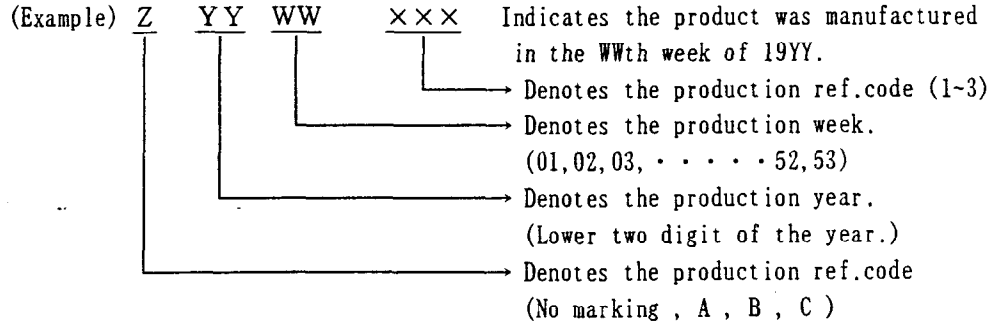 (Example) Z YY WW ××× Indicates the product was manufactured
in the WWth week of 19YY.
Denotes the production ref.code (1~3)
Denotes the production week.
(01,02,03, · · · · · 52,53)
Denotes the production year.
(Lower two digit of the year.)
Denotes the production ref.code
(No marking , A , B , C )